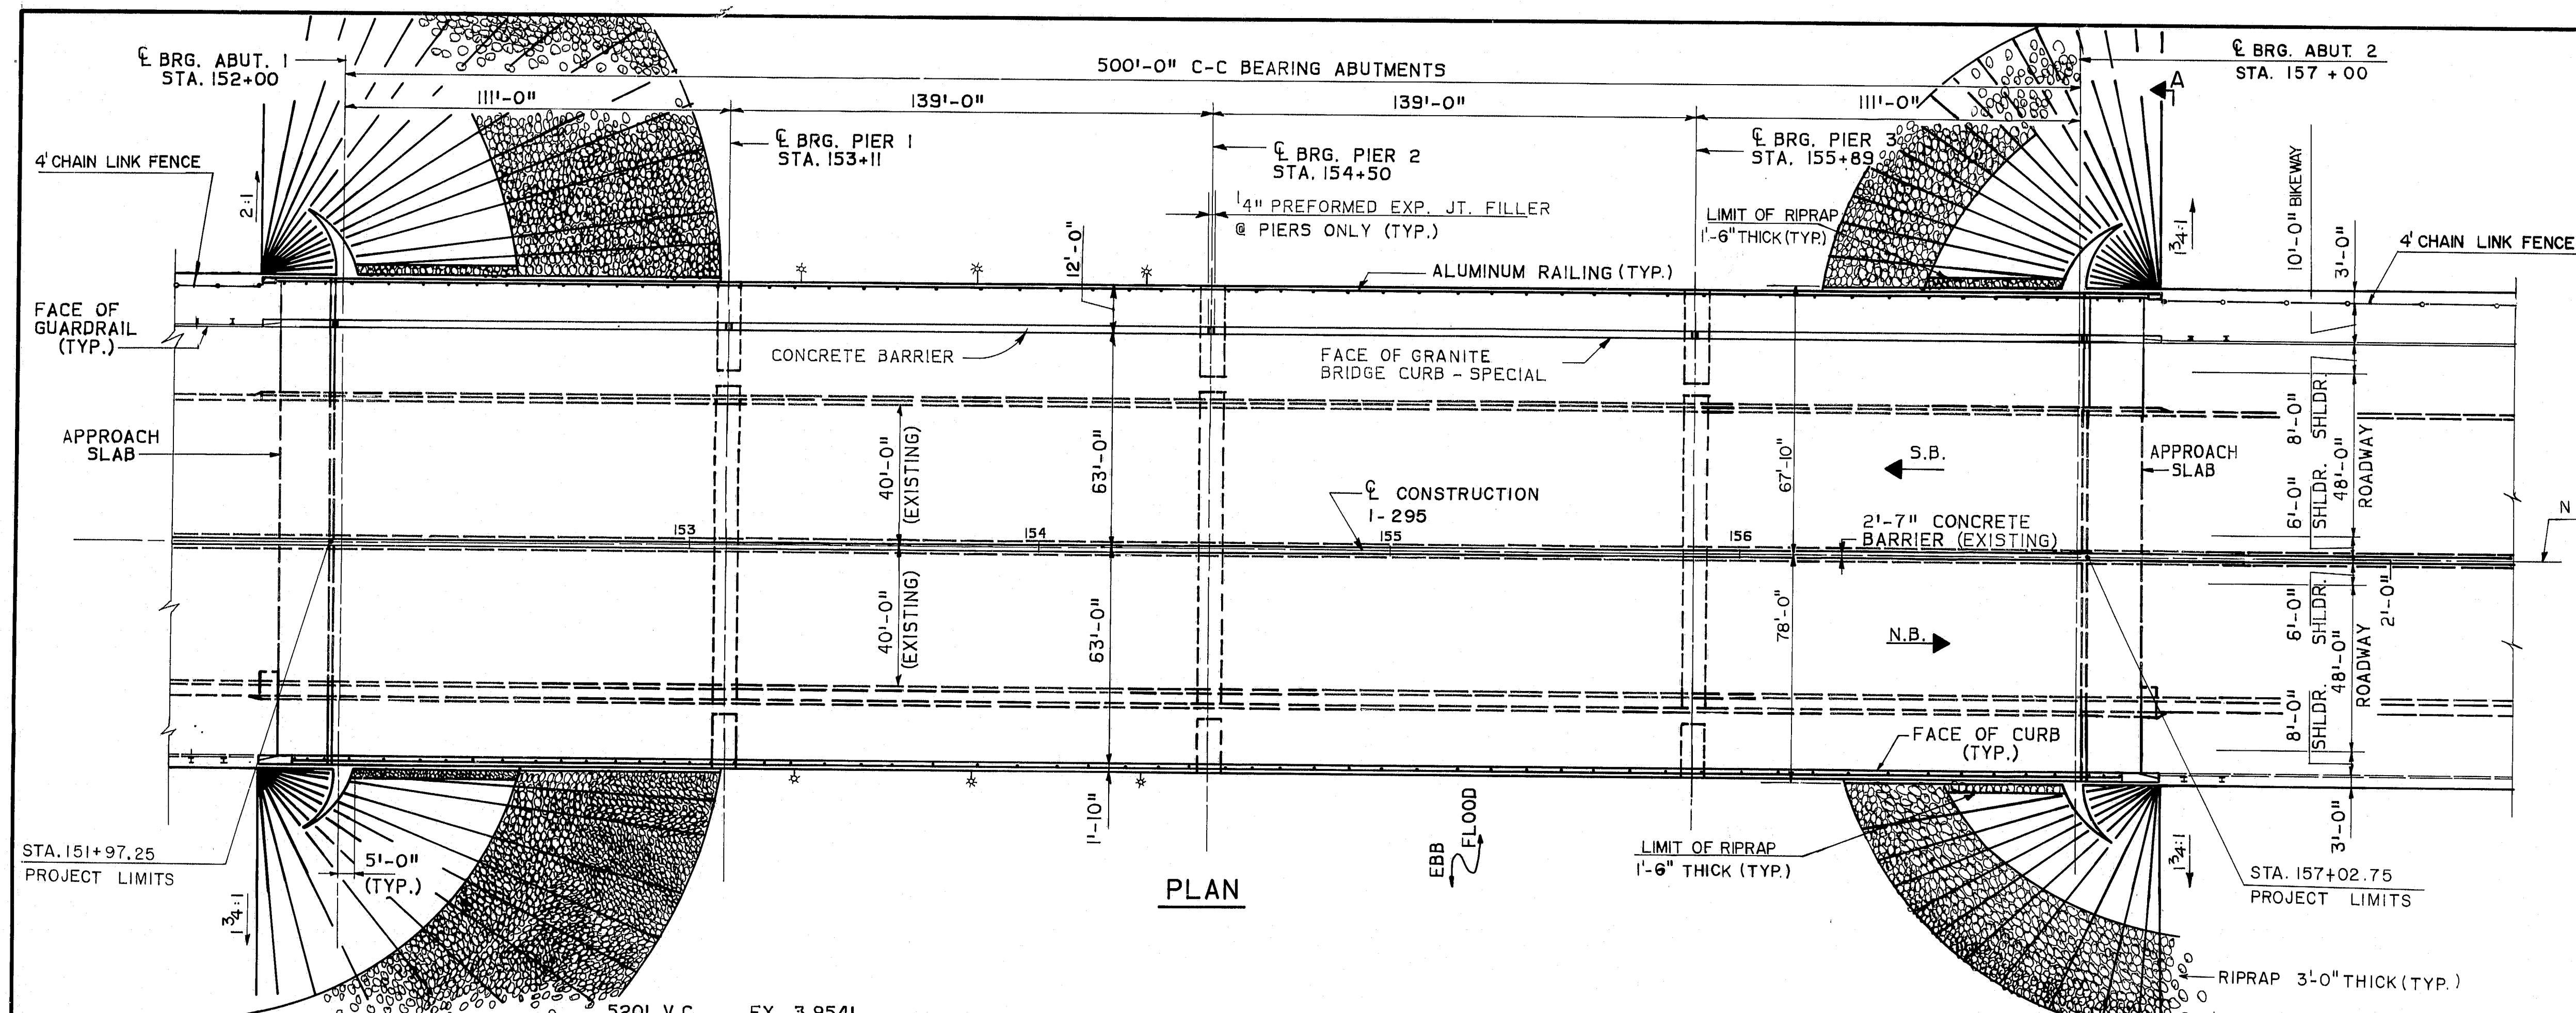 ℄ BRG. ABUT. 1
STA. 152+00
500'-0" C-C BEARING ABUTMENTS
℄ BRG. ABUT. 2
STA. 157 + 00
A
111'-0"
139'-0"
139'-0"
111'-0"
℄ BRG. PIER 1
STA. 153+11
℄ BRG. PIER 2
STA. 154+50
℄ BRG. PIER 3
STA. 155+89
4' CHAIN LINK FENCE
2:1
1/4" PREFORMED EXP. JT. FILLER
@ PIERS ONLY (TYP.)
LIMIT OF RIPRAP
1'-6" THICK (TYP.)
1 3/4:1
10'-0" BIKEWAY
3'-0"
4' CHAIN LINK FENCE
12'-0"
ALUMINUM RAILING (TYP.)
FACE OF
GUARDRAIL
(TYP.)
CONCRETE BARRIER
FACE OF GRANITE
BRIDGE CURB - SPECIAL
APPROACH
SLAB
40'-0"
(EXISTING)
63'-0"
67'-10"
S.B.
APPROACH
SLAB
8'-0"
SHLDR.
48'-0"
ROADWAY
6'-0"
SHLDR.
℄ CONSTRUCTION
1-295
153
154
155
156
2'-7" CONCRETE
BARRIER (EXISTING)
N
40'-0"
(EXISTING)
63'-0"
78'-0"
N.B.
6'-0"
SHLDR.
2'-0"
48'-0"
ROADWAY
8'-0"
SHLDR.
FACE OF CURB
(TYP.)
1'-10"
EBB
FLOOD
3'-0"
STA. 151+97.25
PROJECT LIMITS
5'-0"
(TYP.)
1 3/4:1
PLAN
LIMIT OF RIPRAP
1'-6" THICK (TYP.)
1 3/4:1
STA. 157+02.75
PROJECT LIMITS
RIPRAP 3'-0" THICK (TYP.)